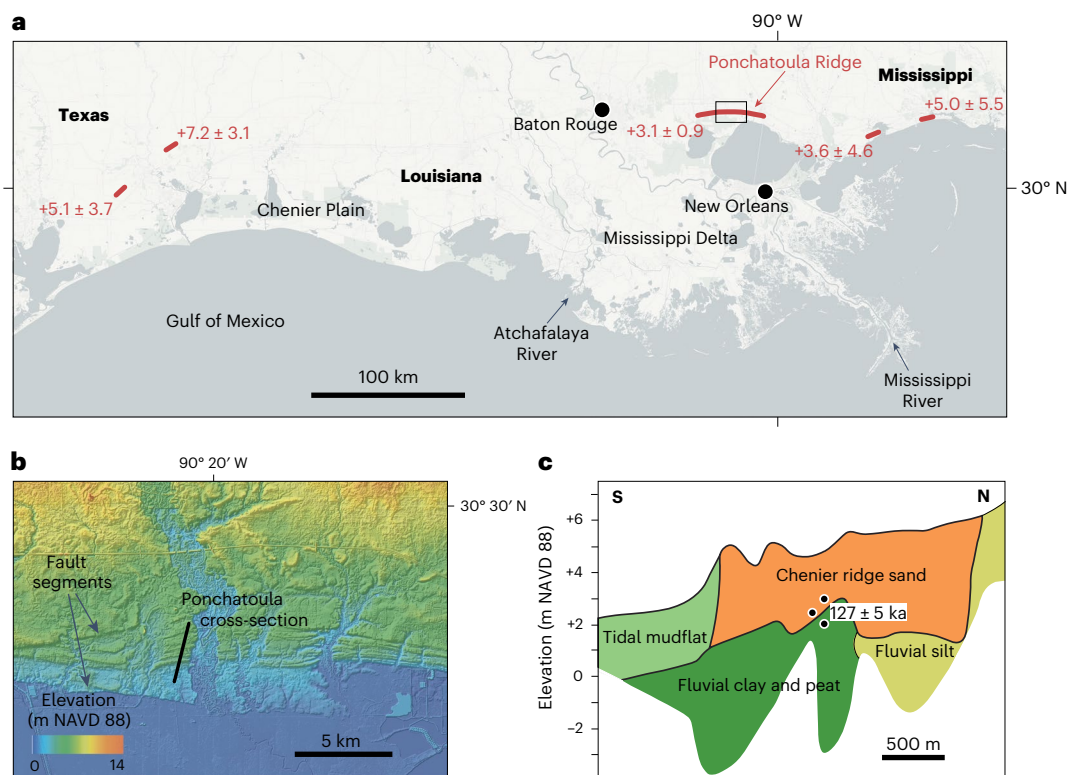 a
90° W
Ponchatoula Ridge
Mississippi
Texas
+5.0 ± 5.5
+7.2 ± 3.1
Baton Rouge
+3.1 ± 0.9
+3.6 ± 4.6
Louisiana
30° N
+5.1 ± 3.7
Chenier Plain
New Orleans
Mississippi Delta
Gulf of Mexico
Atchafalaya
River
100 km
Mississippi
River
b
90° 20′ W
30° 30′ N
Fault
segments
Ponchatoula
cross-section
Elevation
(m NAVD 88)
0
14
5 km
c
S
N
Elevation (m NAVD 88)
+6
+4
+2
0
−2
Chenier ridge sand
127 ± 5 ka
Tidal mudflat
Fluvial silt
Fluvial clay and peat
500 m